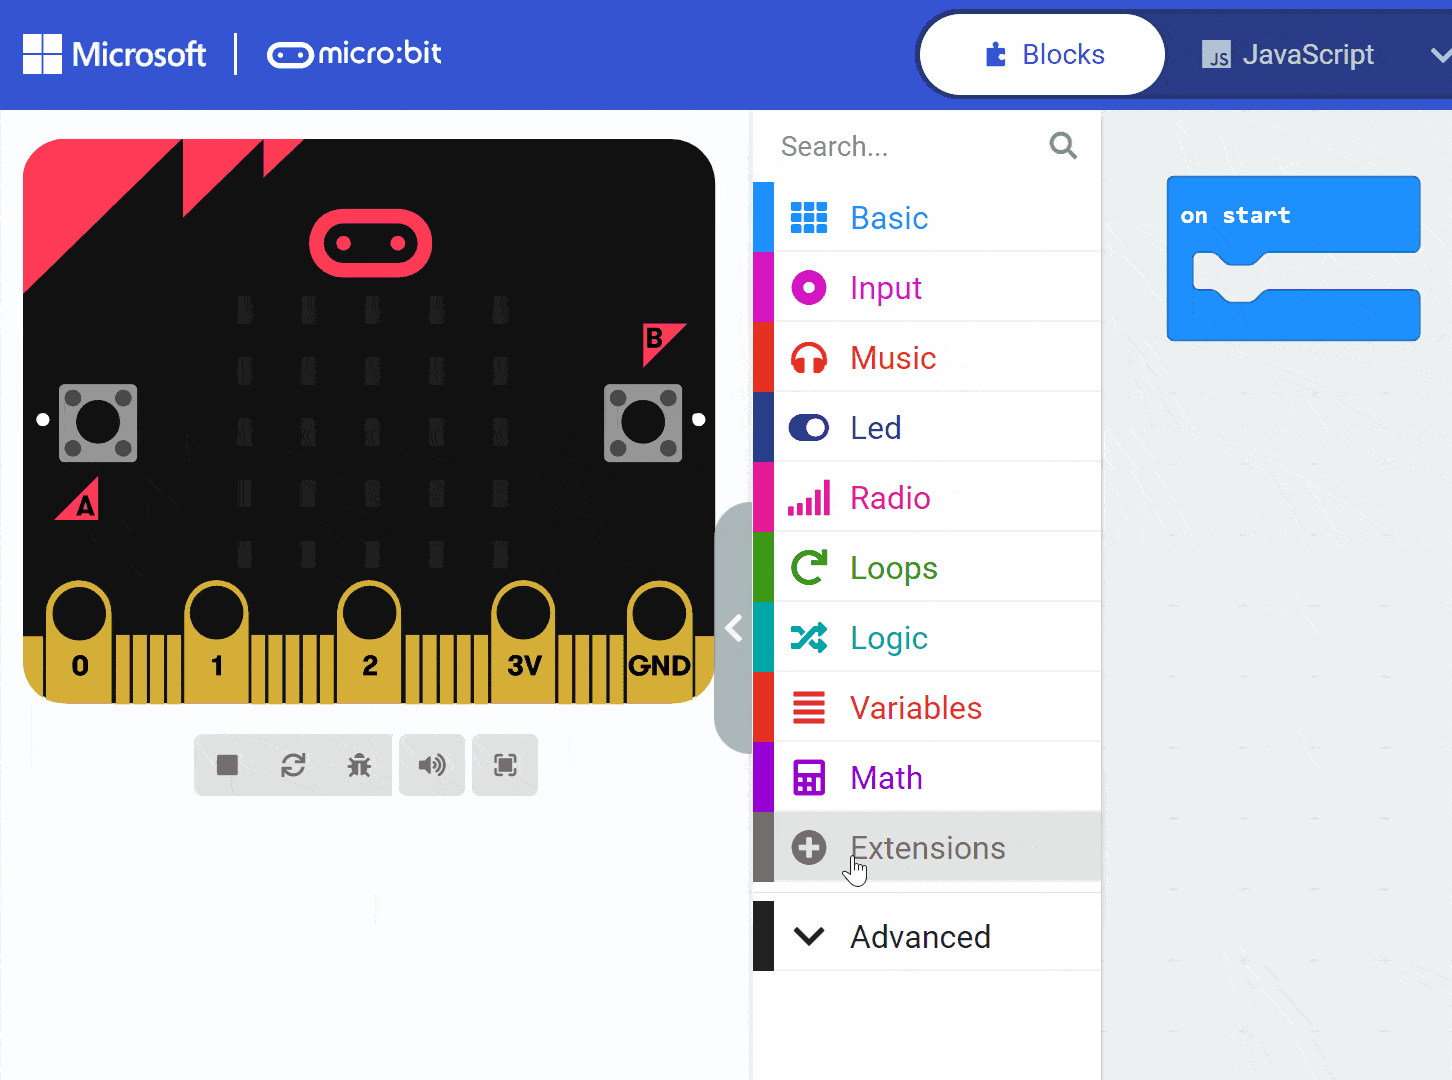 Microsoft | micro:bit
Blocks
JS JavaScript
Search...
on start
Basic
Input
Music
Led
Radio
Loops
Logic
Variables
Math
Extensions
Advanced
B
A
0 1 2 3V GND